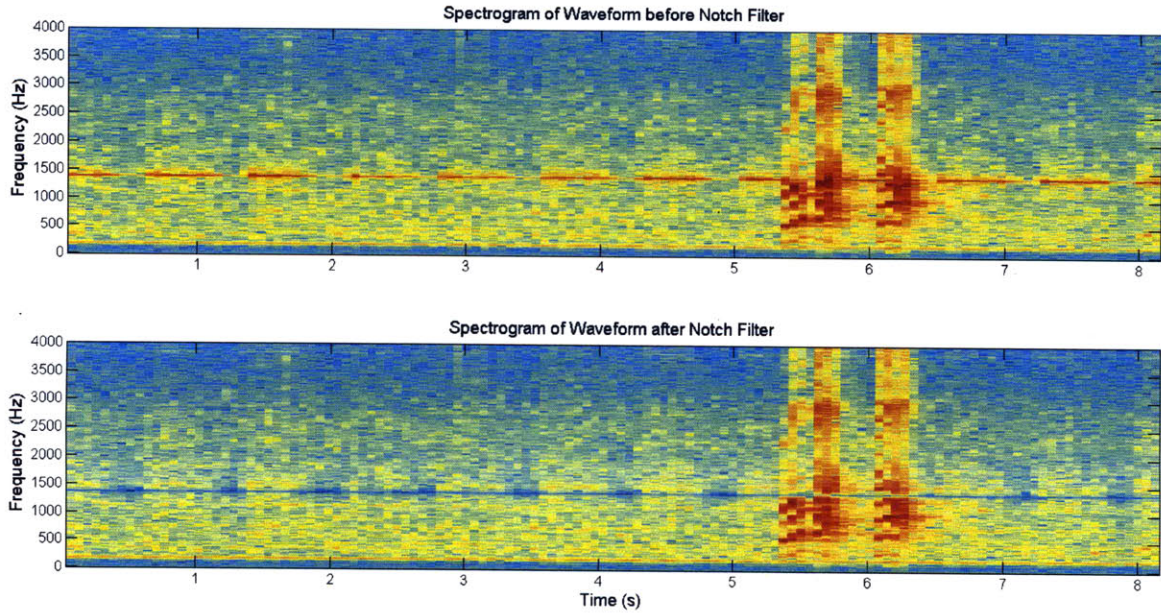 Spectrogram of Waveform before Notch Filter
4000
3500
3000
2500
2000
1500
1000
500
0
Frequency (Hz)
1 2 3 4 5 6 7 8
Spectrogram of Waveform after Notch Filter
4000
3500
3000
2500
2000
1500
1000
500
0
Frequency (Hz)
1 2 3 4 5 6 7 8
Time (s)